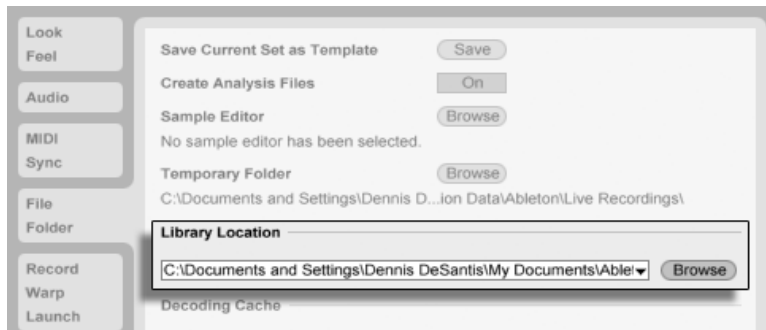 Look
Feel
Audio
MIDI
Sync
File
Folder
Record
Warp
Launch
Save Current Set as Template Save
Create Analysis Files On
Sample Editor Browse
No sample editor has been selected.
Temporary Folder Browse
C:\Documents and Settings\Dennis D...ion Data\Ableton\Live Recordings\
Library Location
C:\Documents and Settings\Dennis DeSantis\My Documents\Able Browse
Decoding Cache